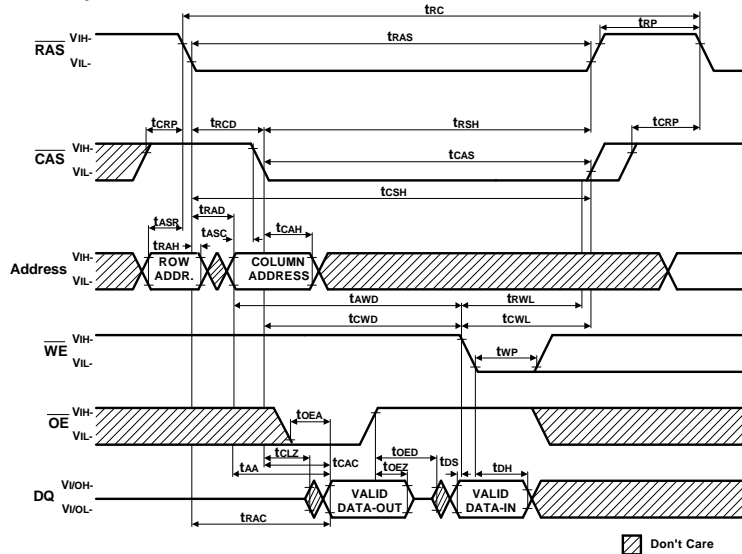 tRC
tRP
RAS VIH-
VIL-
tRAS
tCRP
tRCD
tRSH
tCRP
CAS VIH-
VIL-
tCAS
tCSH
tRAD
tASR
tASC
tCAH
tRAH
Address VIH-
VIL-
ROW
ADDR.
COLUMN
ADDRESS
tAWD
tRWL
tCWD
tCWL
WE VIH-
VIL-
tWP
OE VIH-
VIL-
tOEA
tOED
tCLZ
tCAC
tAA
tOEZ
tDS
tDH
DQ VI/OH-
VI/OL-
VALID
DATA-OUT
VALID
DATA-IN
tRAC
Don't Care